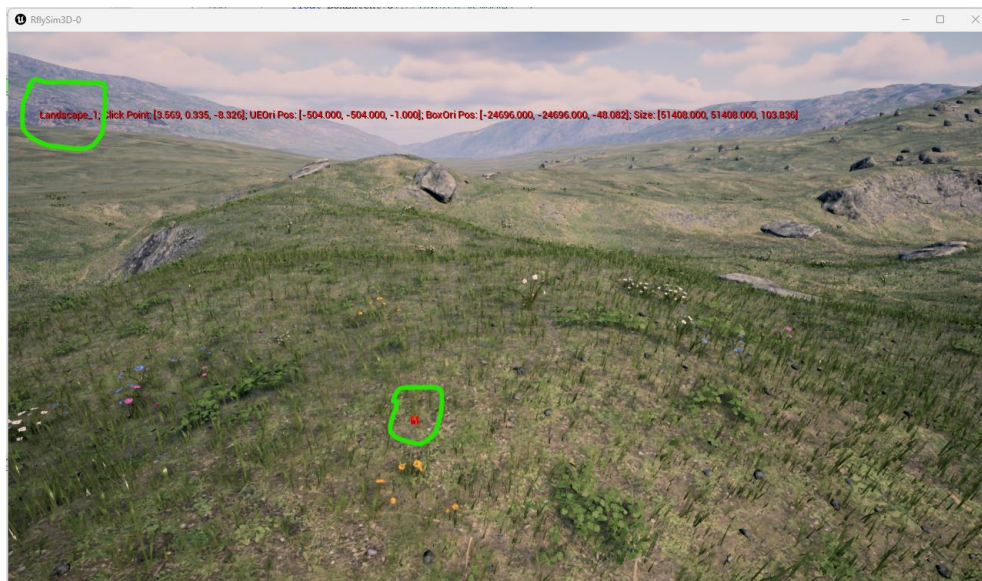 RflySim3D-0
Landscape_1; Click Point: [3.569, 0.335, -8.326]; UEOri Pos: [-504.000, -504.000, -1.000]; BoxOri Pos: [-24696.000, -24696.000, -48.082]; Size: [51408.000, 51408.000, 103.836]